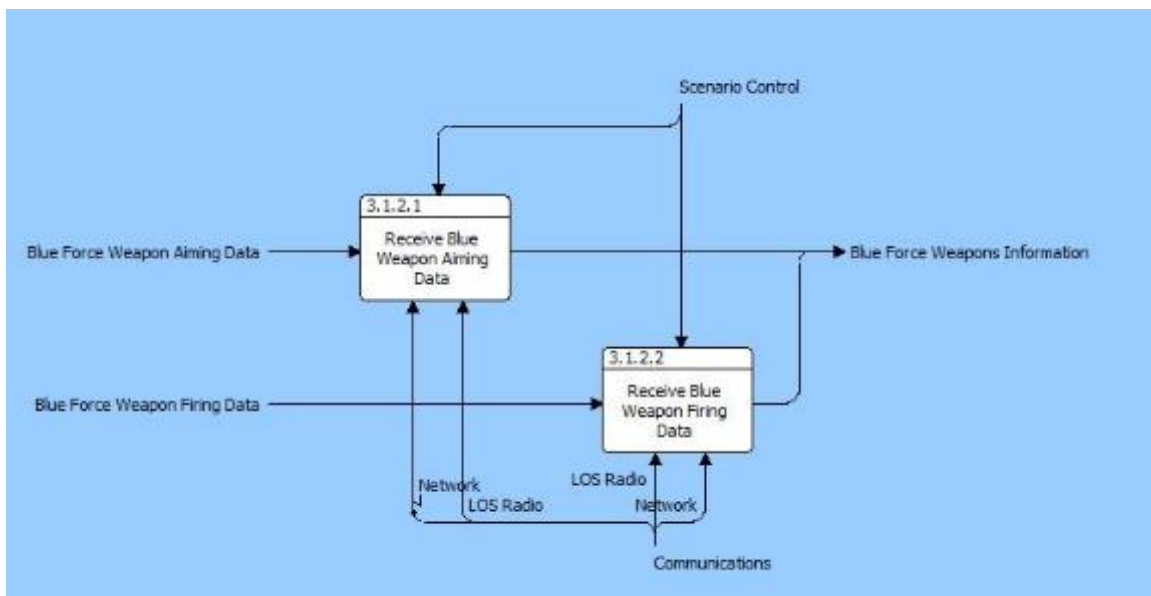 Scenario Control
3.1.2.1
Receive Blue
Weapon Aiming
Data
Blue Force Weapon Aiming Data
Blue Force Weapons Information
3.1.2.2
Receive Blue
Weapon Firing
Data
Blue Force Weapon Firing Data
Network
LOS Radio
LOS Radio
Network
Communications